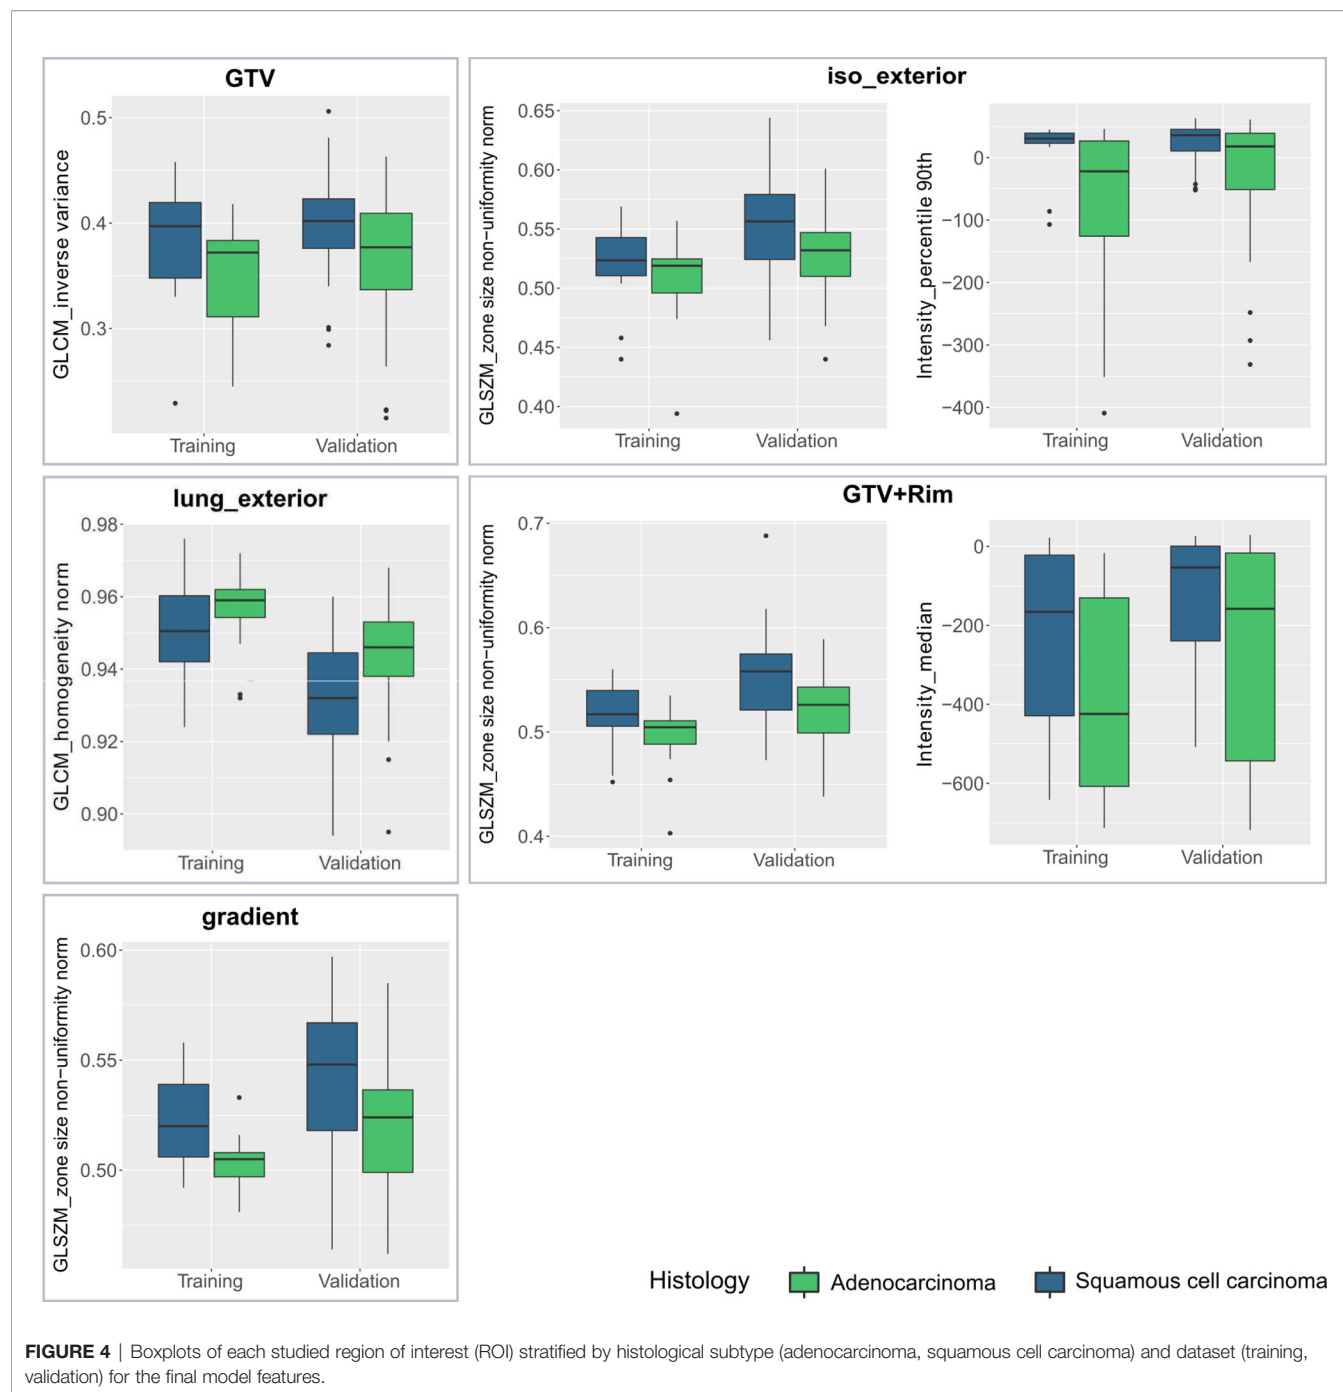 GTV
GLCM_inverse variance
0.5
0.4
0.3
Training
Validation
iso_exterior
GLSZM_zone size non-uniformity norm
0.65
0.60
0.55
0.50
0.45
0.40
Training
Validation
Intensity_percentile 90th
0
−100
−200
−300
−400
Training
Validation
lung_exterior
GLCM_homogeneity norm
0.98
0.96
0.94
0.92
0.90
Training
Validation
GTV+Rim
GLSZM_zone size non-uniformity norm
0.7
0.6
0.5
0.4
Training
Validation
Intensity_median
0
−200
−400
−600
Training
Validation
gradient
GLSZM_zone size non-uniformity norm
0.60
0.55
0.50
Training
Validation
Histology
Adenocarcinoma
Squamous cell carcinoma
FIGURE 4 | Boxplots of each studied region of interest (ROI) stratified by histological subtype (adenocarcinoma, squamous cell carcinoma) and dataset (training,
validation) for the final model features.